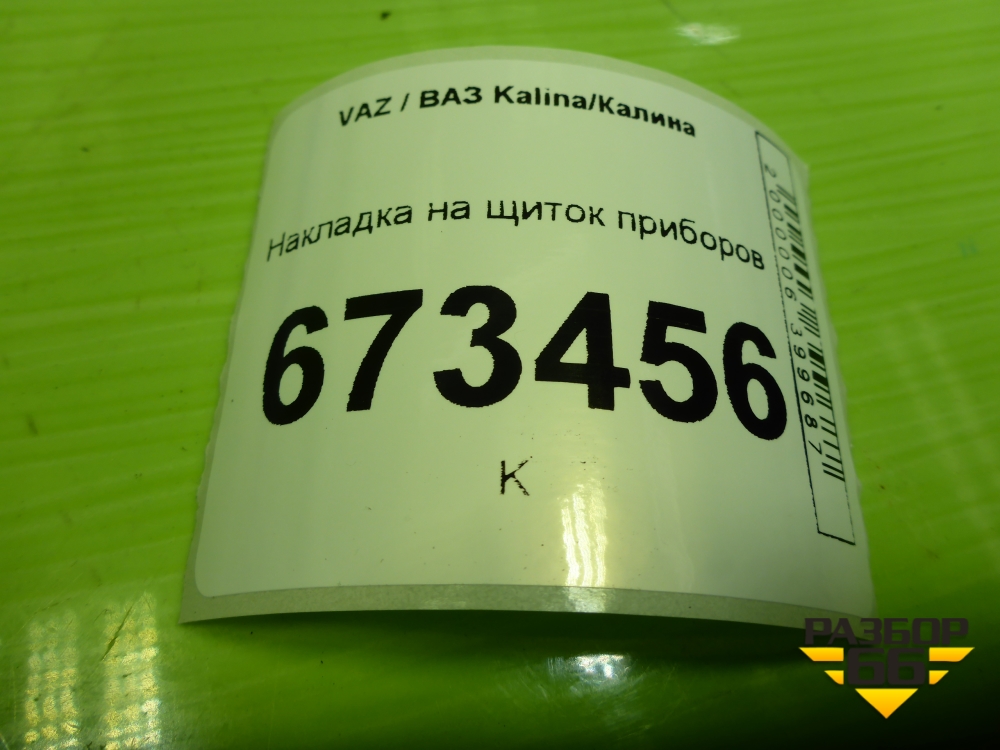 VAZ / ВАЗ Kalina/Калина
Накладка на щиток приборов
673456
К
2000006399687
РАЗБОР
66